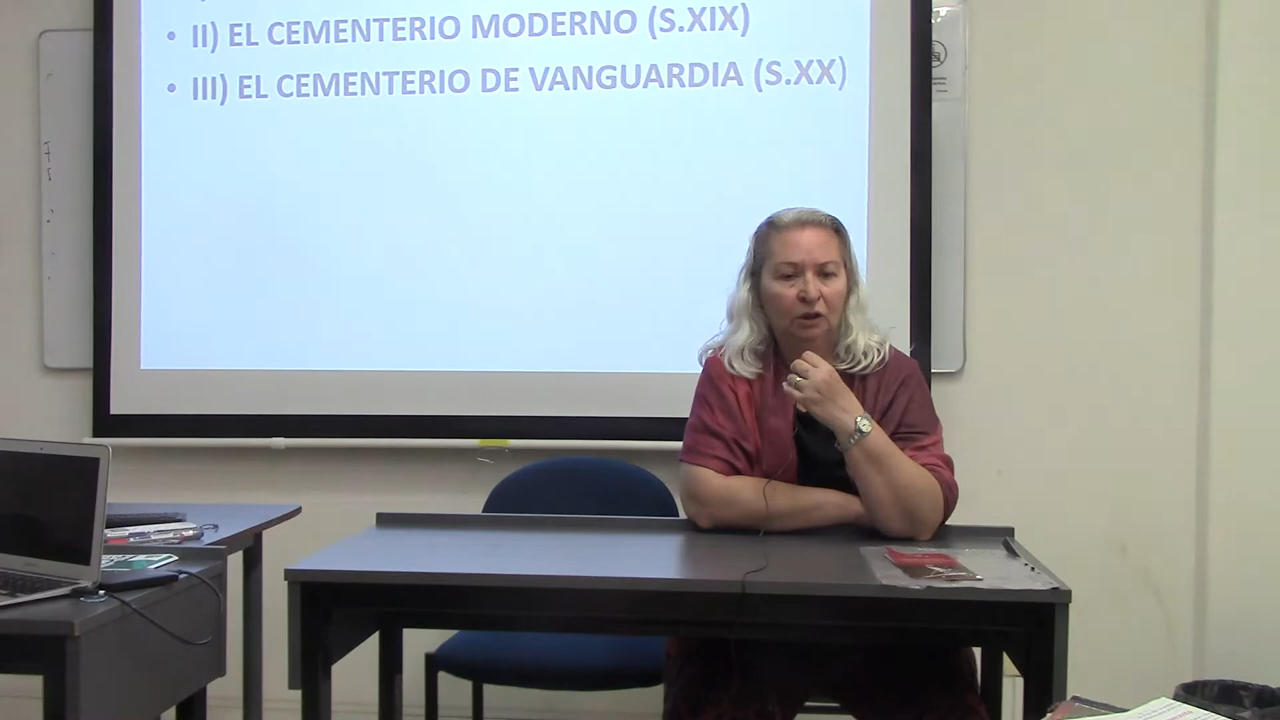 • II) EL CEMENTERIO MODERNO (S.XIX)
• III) EL CEMENTERIO DE VANGUARDIA (S.XX)